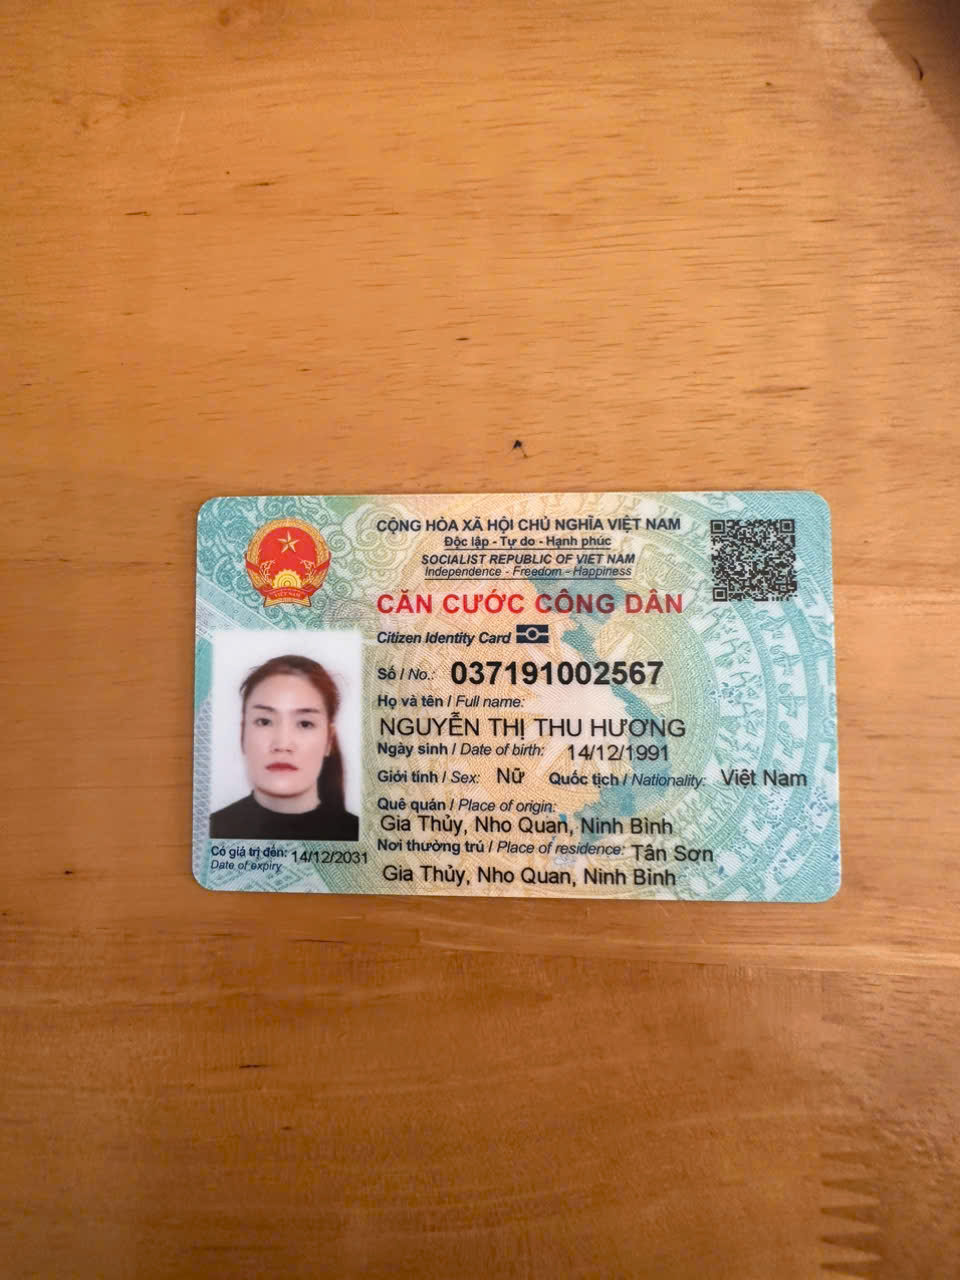 CỘNG HÒA XÃ HỘI CHỦ NGHĨA VIỆT NAM
Độc lập - Tự do - Hạnh phúc
SOCIALIST REPUBLIC OF VIET NAM
Independence - Freedom - Happiness
CĂN CƯỚC CÔNG DÂN
Citizen Identity Card
Số / No.: 037191002567
Họ và tên / Full name:
NGUYỄN THỊ THU HƯƠNG
Ngày sinh / Date of birth: 14/12/1991
Giới tính / Sex: Nữ Quốc tịch / Nationality: Việt Nam
Quê quán / Place of origin:
Gia Thủy, Nho Quan, Ninh Bình
Nơi thường trú / Place of residence: Tân Sơn
Gia Thủy, Nho Quan, Ninh Bình
Có giá trị đến: 14/12/2031
Date of expiry
VIỆT NAM